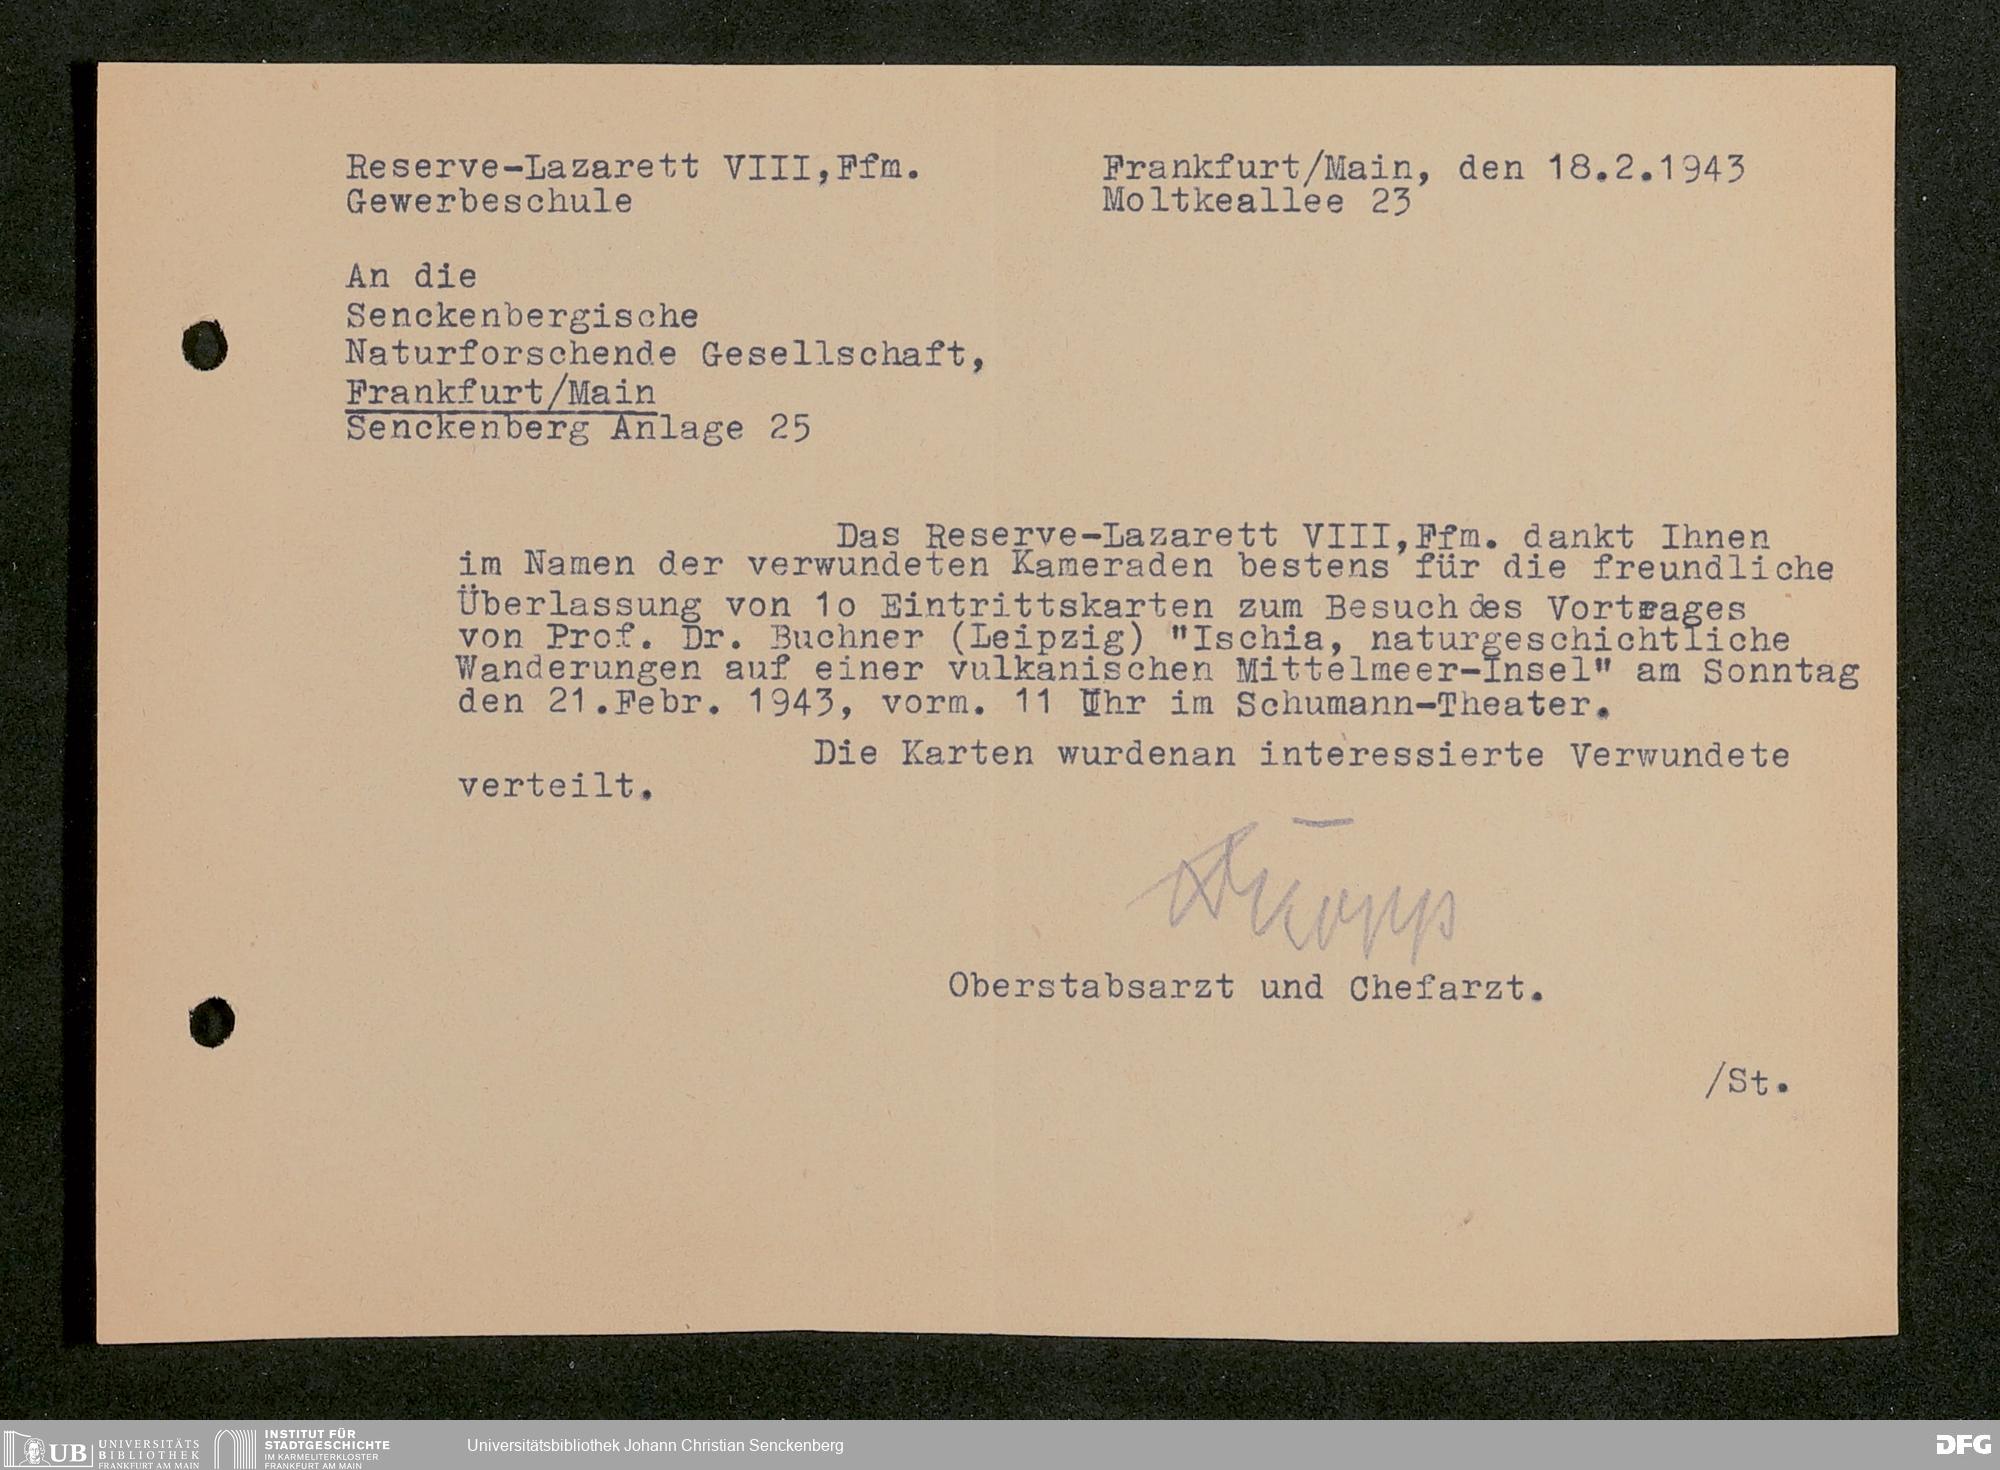 Reserve-Lazarett VIII,Ffm.
Gewerbeschule
Frankfurt/Main, den 18.2.1943
Moltkeallee 23
An die
Senckenbergische
Naturforschende Gesellschaft,
Frankfurt/Main
Senckenberg Anlage 25
Das Reserve-Lazarett VIII,Ffm. dankt Ihnen
im Namen der verwundeten Kameraden bestens für die freundliche
Überlassung von 1o Eintrittskarten zum Besuch des Vortrages
von Prof. Dr. Buchner (Leipzig) "Ischia, naturgeschichtliche
Wanderungen auf einer vulkanischen Mittelmeer-Insel" am Sonntag
den 21.Febr. 1943, vorm. 11 Uhr im Schumann-Theater.
Die Karten wurdenan interessierte Verwundete
verteilt.
Oberstabsarzt und Chefarzt.
/St.
UB
UNIVERSITÄTS
BIBLIOTHEK
FRANKFURT AM MAIN
INSTITUT FÜR
STADTGESCHICHTE
IM KARMELITERKLOSTER
FRANKFURT AM MAIN
Universitätsbibliothek Johann Christian Senckenberg
DFG